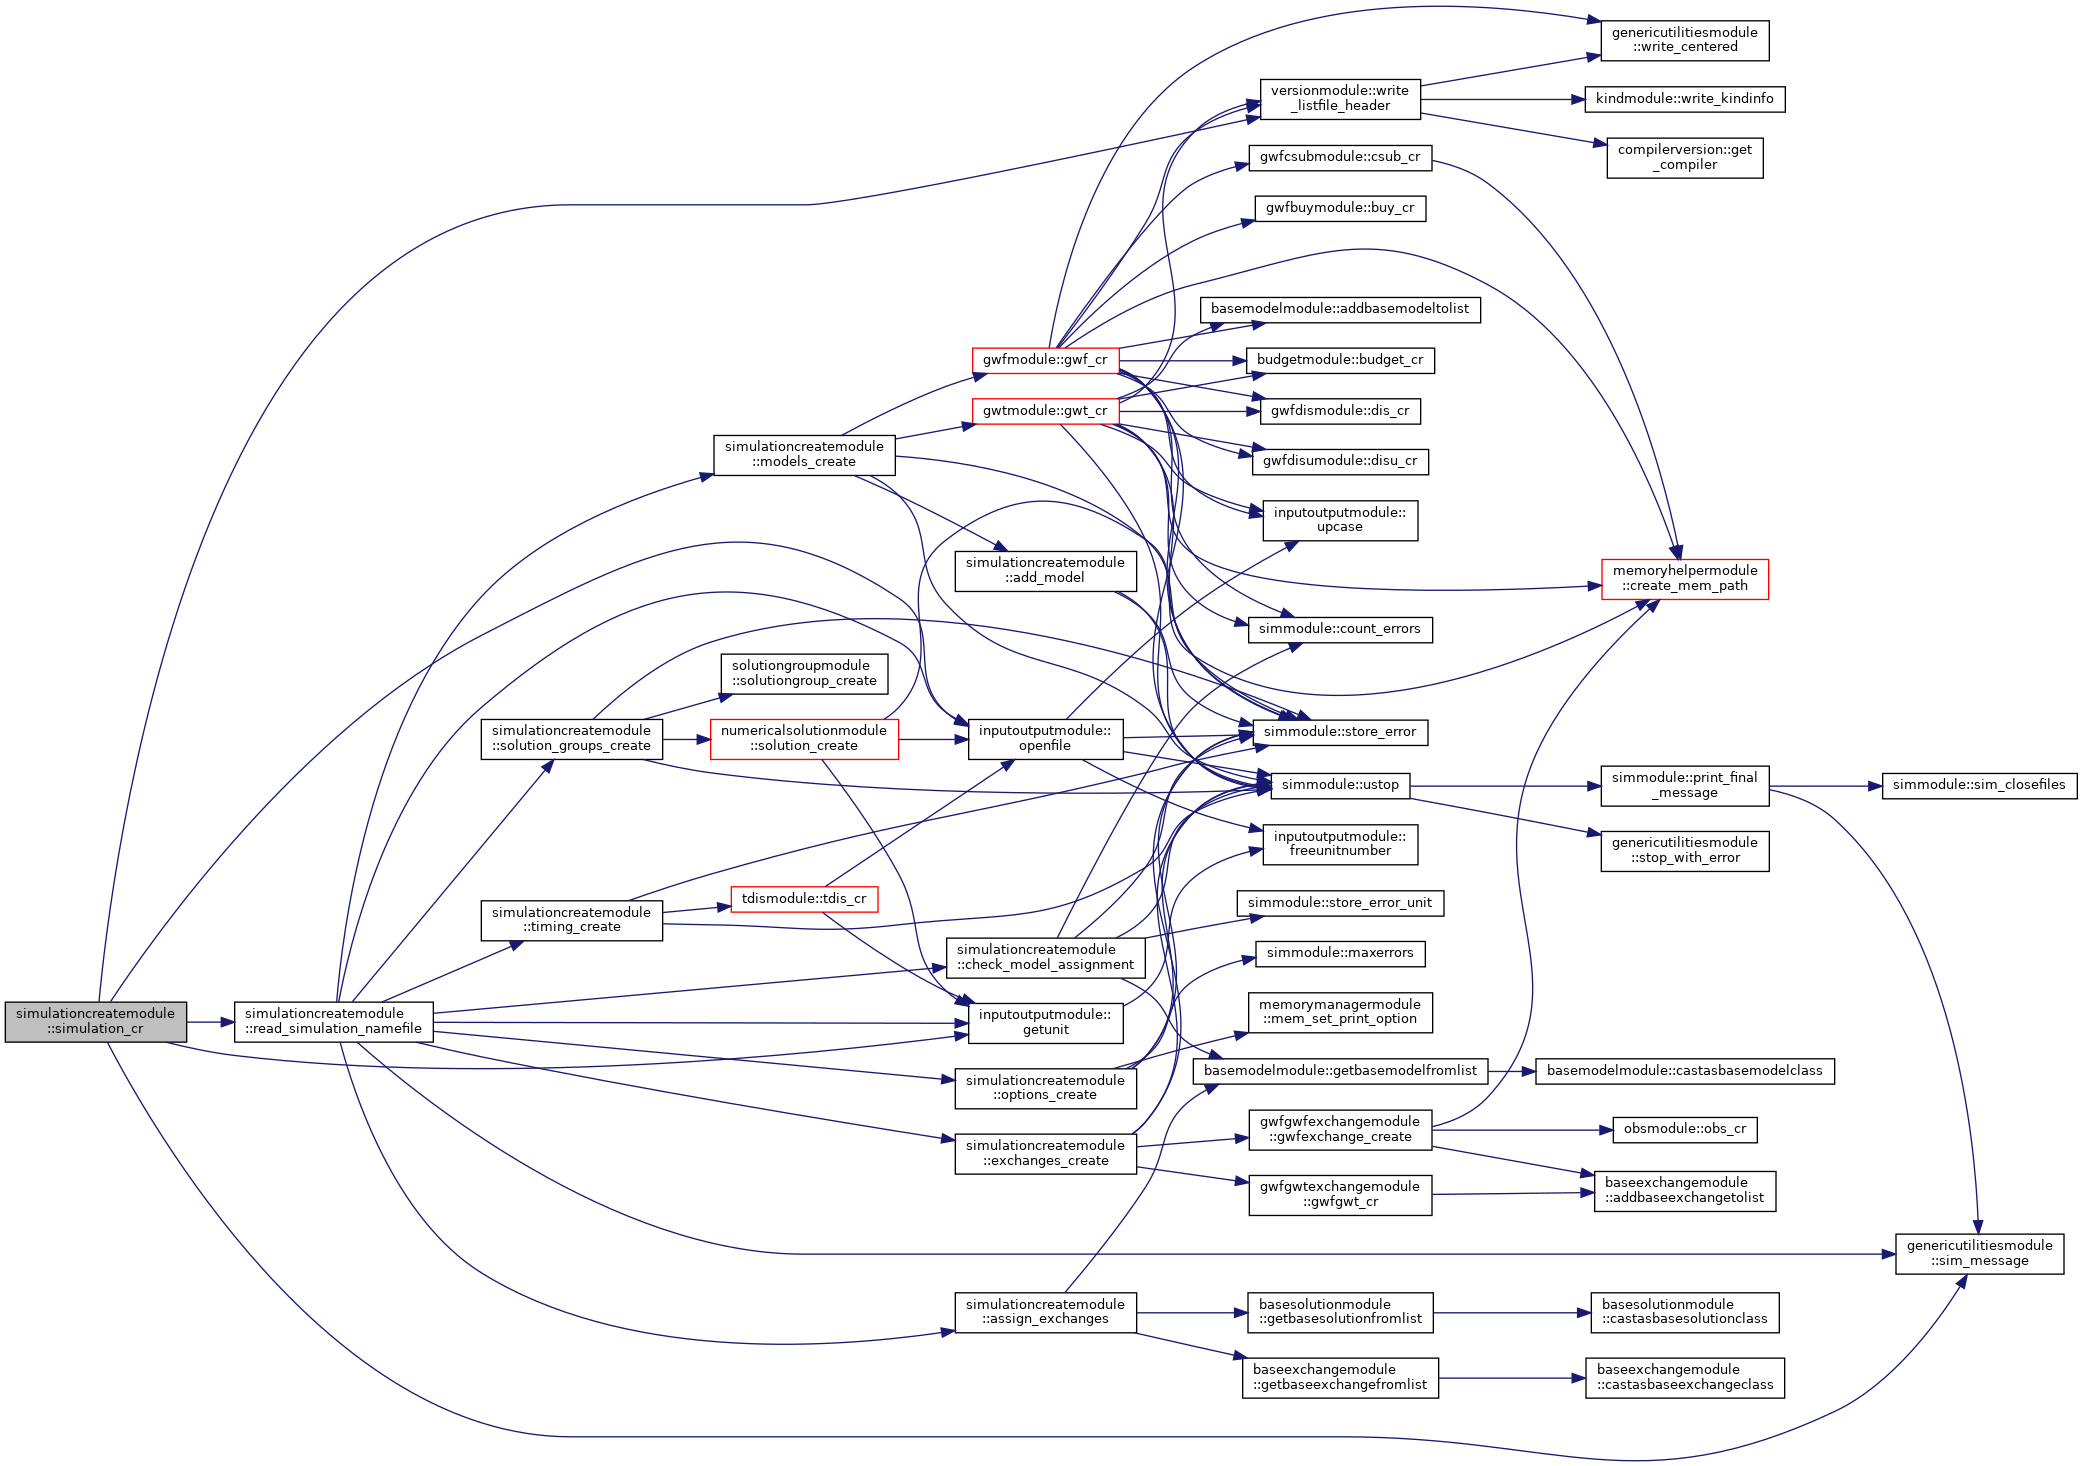 simulationcreatemodule
::simulation_cr
simulationcreatemodule
::read_simulation_namefile
simulationcreatemodule
::solution_groups_create
simulationcreatemodule
::timing_create
simulationcreatemodule
::models_create
solutiongroupmodule
::solutiongroup_create
numericalsolutionmodule
::solution_create
tdismodule::tdis_cr
gwfmodule::gwf_cr
gwtmodule::gwt_cr
simulationcreatemodule
::add_model
inputoutputmodule::
openfile
simulationcreatemodule
::check_model_assignment
inputoutputmodule::
getunit
simulationcreatemodule
::options_create
simulationcreatemodule
::exchanges_create
simulationcreatemodule
::assign_exchanges
versionmodule::write
_listfile_header
gwfcsubmodule::csub_cr
gwfbuymodule::buy_cr
basemodelmodule::addbasemodeltolist
budgetmodule::budget_cr
gwfdismodule::dis_cr
gwfdisumodule::disu_cr
inputoutputmodule::
upcase
simmodule::count_errors
simmodule::store_error
simmodule::ustop
inputoutputmodule::
freeunitnumber
simmodule::store_error_unit
simmodule::maxerrors
memorymanagermodule
::mem_set_print_option
basemodelmodule::getbasemodelfromlist
gwfgwfexchangemodule
::gwfexchange_create
gwfgwtexchangemodule
::gwfgwt_cr
basesolutionmodule
::getbasesolutionfromlist
baseexchangemodule
::getbaseexchangefromlist
genericutilitiesmodule
::write_centered
kindmodule::write_kindinfo
compilerversion::get
_compiler
memoryhelpermodule
::create_mem_path
simmodule::print_final
_message
genericutilitiesmodule
::stop_with_error
basemodelmodule::castasbasemodelclass
obsmodule::obs_cr
baseexchangemodule
::addbaseexchangetolist
basesolutionmodule
::castasbasesolutionclass
baseexchangemodule
::castasbaseexchangeclass
simmodule::sim_closefiles
genericutilitiesmodule
::sim_message